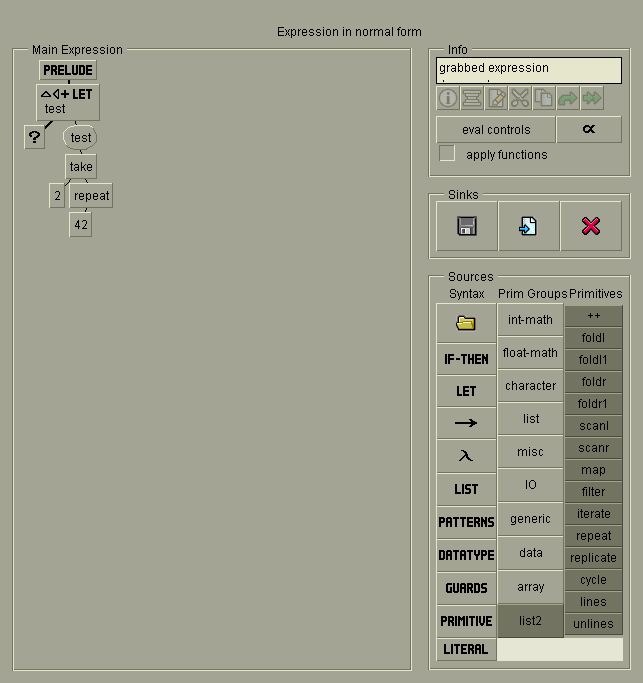 Expression in normal form
Main Expression
PRELUDE
LET
test
?
test
take
2
repeat
42
Info
grabbed expression
eval controls
∝
apply functions
Sinks
Sources
Syntax
IF-THEN
LET
→
λ
LIST
PATTERNS
DATATYPE
GUARDS
PRIMITIVE
LITERAL
Prim Groups
int-math
float-math
character
list
misc
IO
generic
data
array
list2
Primitives
++
foldl
foldl1
foldr
foldr1
scanl
scanr
map
filter
iterate
repeat
replicate
cycle
lines
unlines